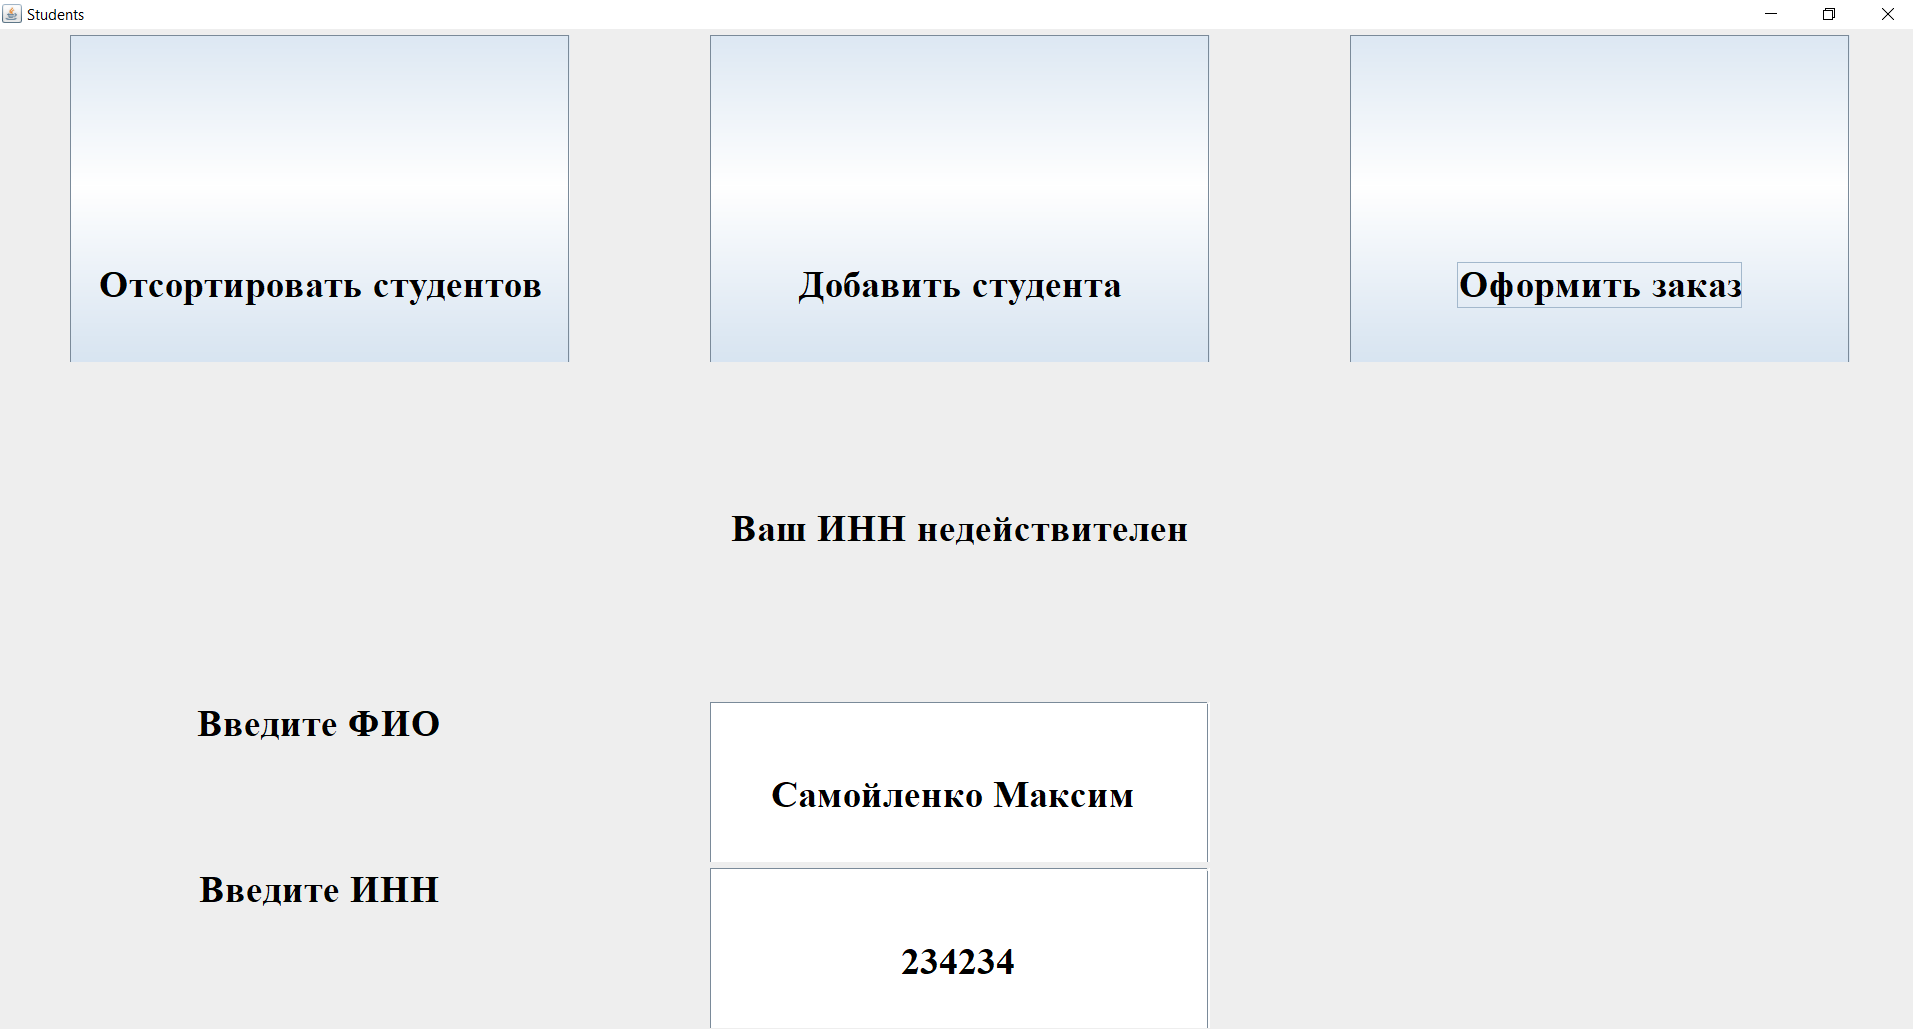 Students
Отсортировать студентов
Добавить студента
Оформить заказ
Ваш ИНН недействителен
Введите ФИО
Самойленко Максим
Введите ИНН
234234